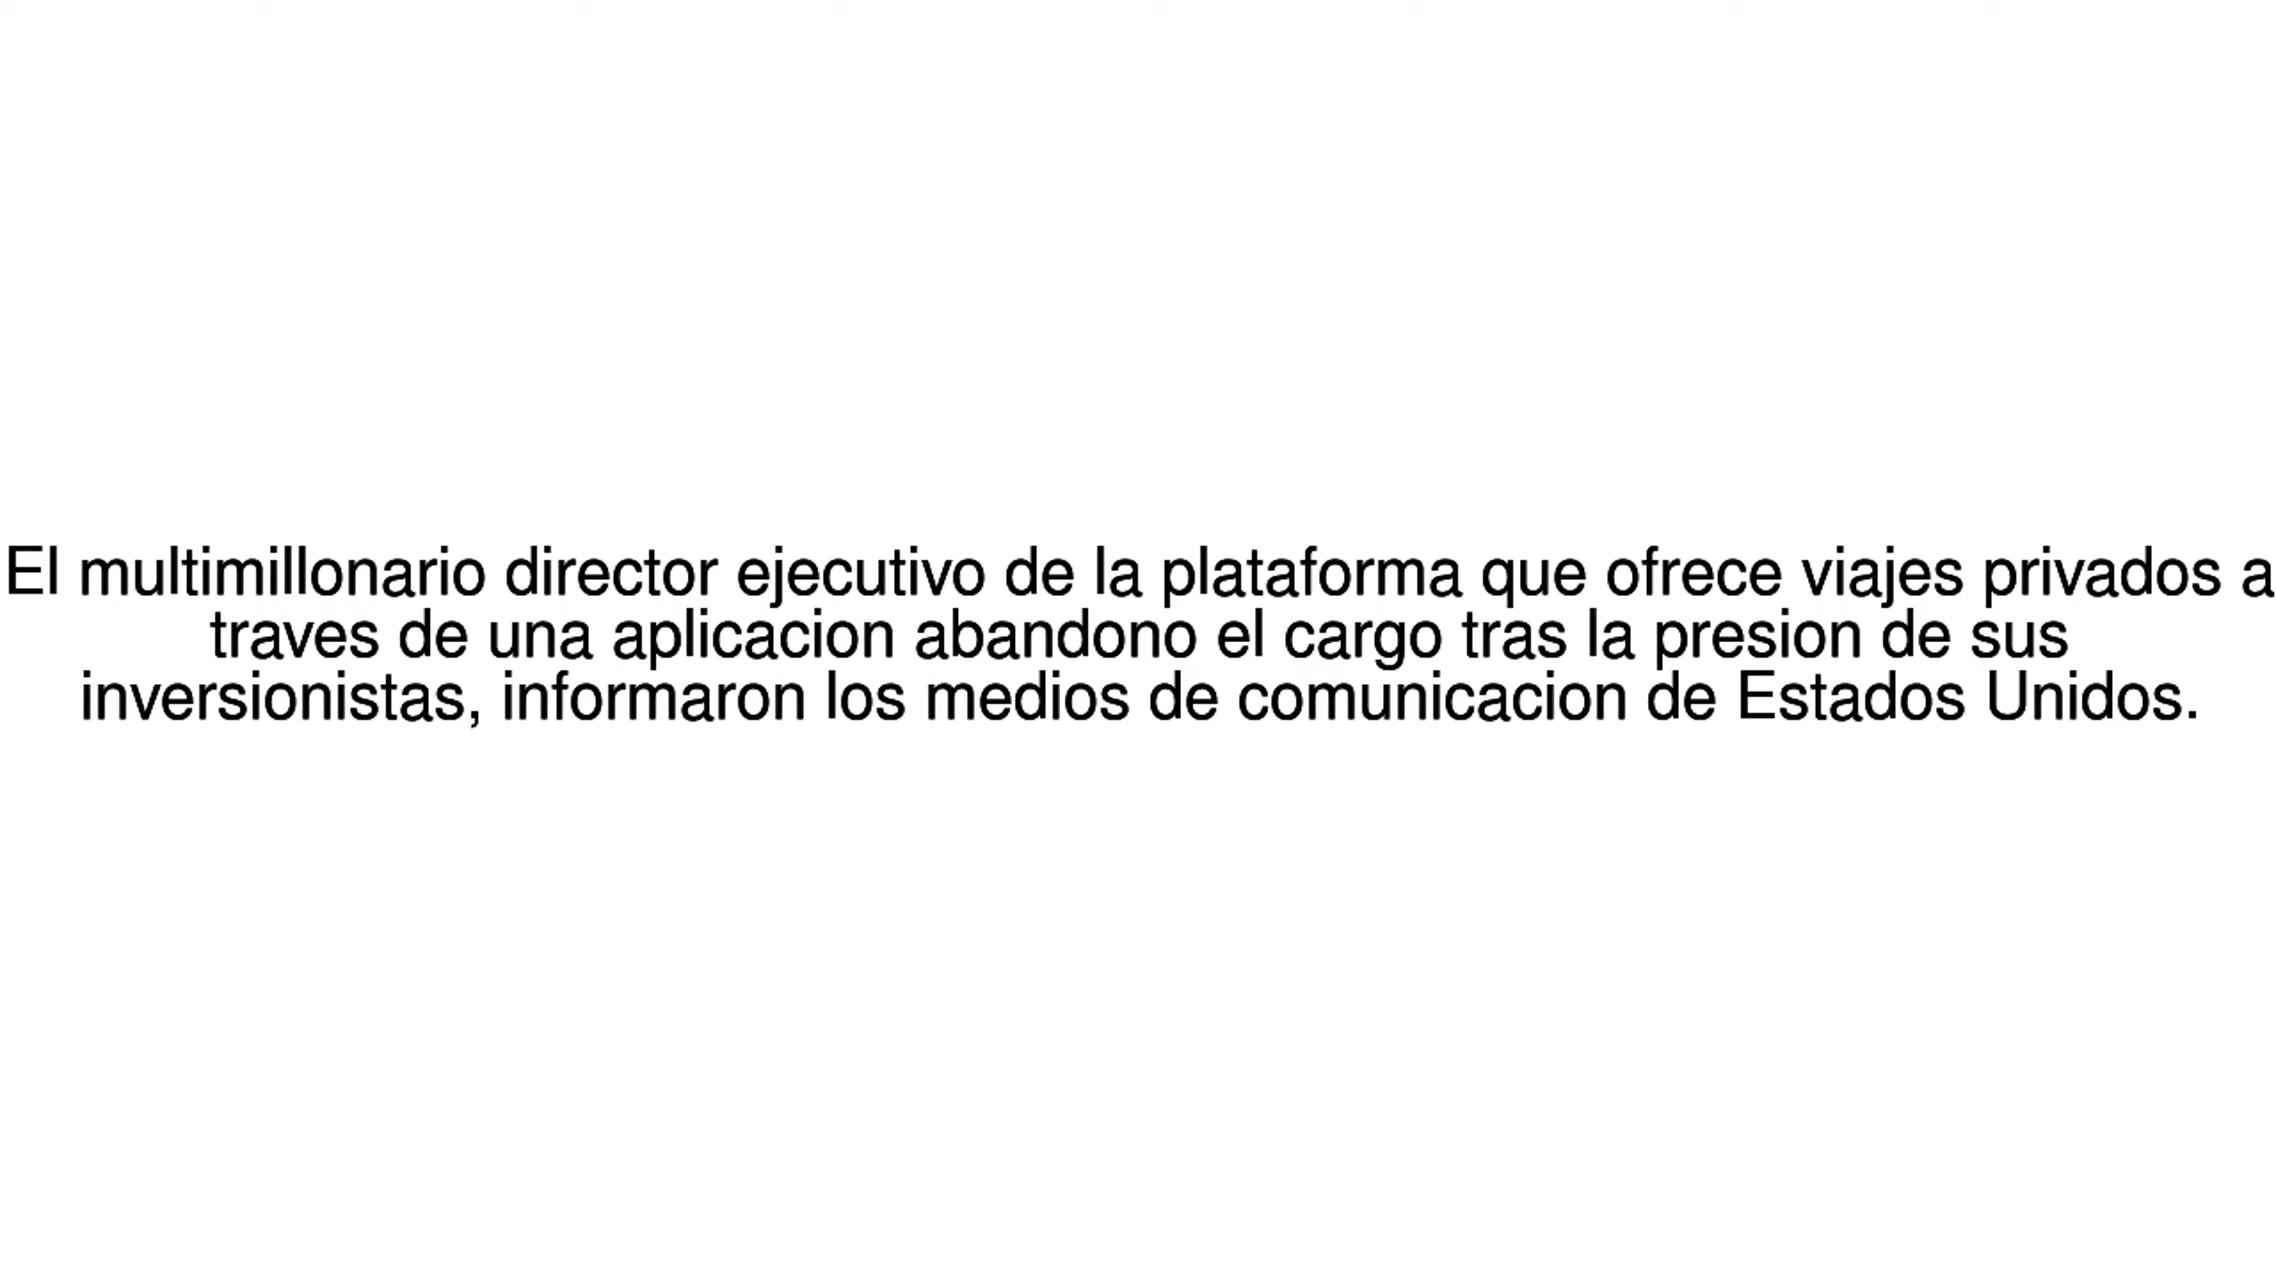 El multimillonario director ejecutivo de la plataforma que ofrece viajes privados a
traves de una aplicacion abandono el cargo tras la presion de sus
inversionistas, informaron los medios de comunicacion de Estados Unidos.